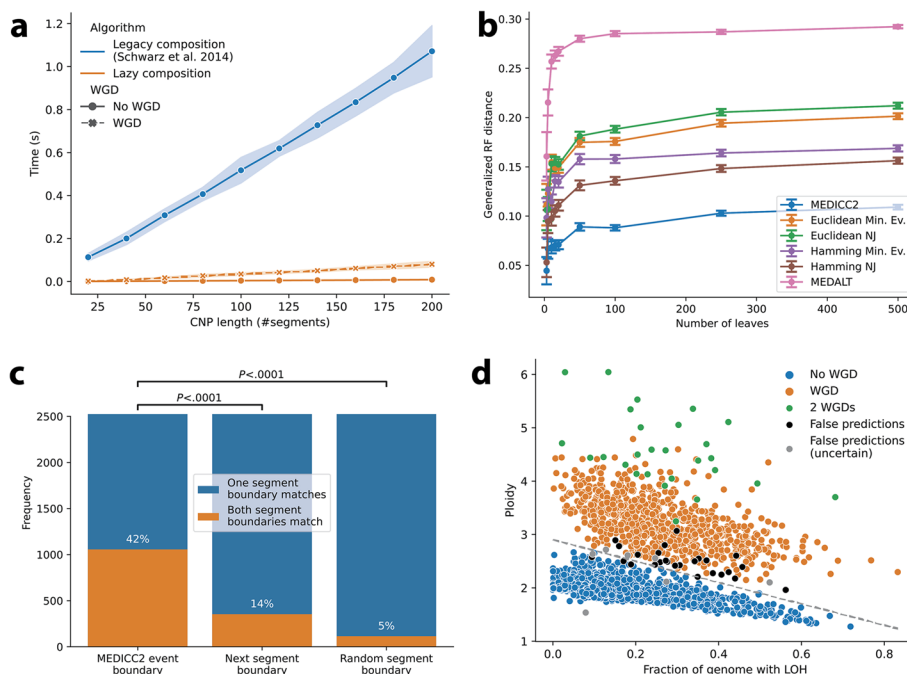 a
1.2
1.0
0.8
0.6
0.4
0.2
0.0
Time (s)
Algorithm
Legacy composition
(Schwarz et al. 2014)
Lazy composition
WGD
No WGD
WGD
25 50 75 100 125 150 175 200
CNP length (#segments)
b
0.30
0.25
0.20
0.15
0.10
0.05
Generalized RF distance
MEDICC2
Euclidean Min. Ev.
Euclidean NJ
Hamming Min. Ev.
Hamming NJ
MEDALT
0 100 200 300 400 500
Number of leaves
c
P<.0001
P<.0001
2500
2000
1500
1000
500
0
Frequency
One segment
boundary matches
Both segment
boundaries match
42%
14%
5%
MEDICC2 event
boundary
Next segment
boundary
Random segment
boundary
d
6
5
4
3
2
1
Ploidy
No WGD
WGD
2 WGDs
False predictions
False predictions
(uncertain)
0.0 0.2 0.4 0.6 0.8
Fraction of genome with LOH